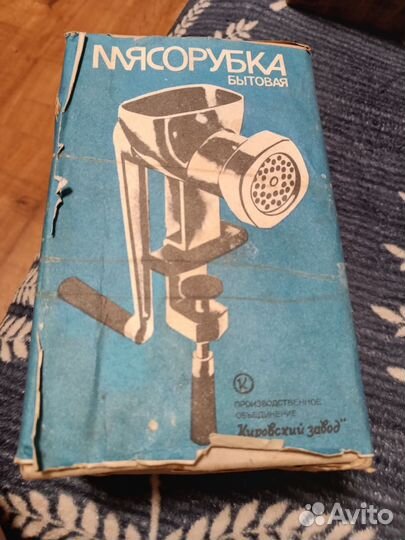 МЯСОРУБКА
БЫТОВАЯ
К
ПРОИЗВОДСТВЕННОЕ
ОБЪЕДИНЕНИЕ
"Кировский завод"
Avito